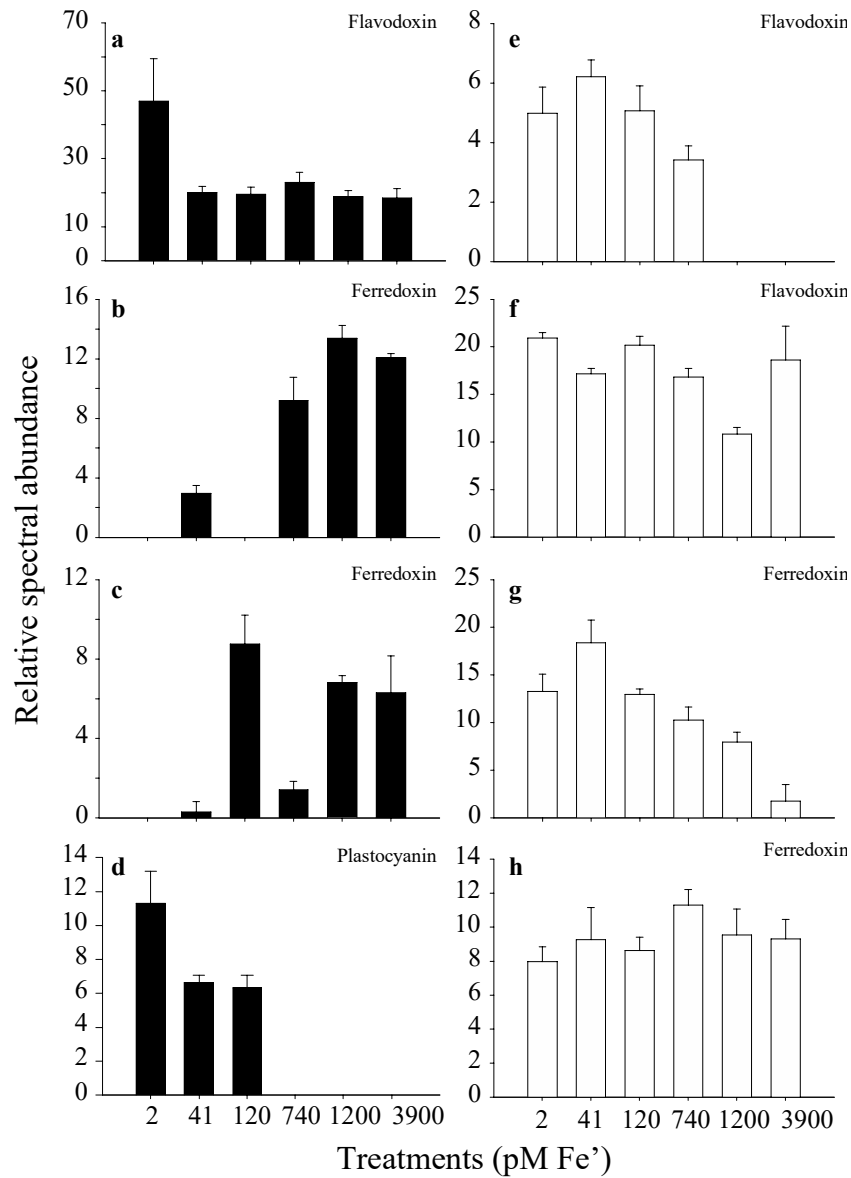 a
Flavodoxin
70
50
30
10
0
e
Flavodoxin
8
6
4
2
0
b
Ferredoxin
16
12
8
4
0
f
Flavodoxin
25
20
15
10
5
0
c
Ferredoxin
12
8
4
0
g
Ferredoxin
25
20
15
10
5
0
d
Plastocyanin
14
12
10
8
6
4
2
0
2 41 120 740 1200 3900
h
Ferredoxin
14
12
10
8
6
4
2
0
2 41 120 740 1200 3900
Relative spectral abundance
Treatments (pM Fe’)